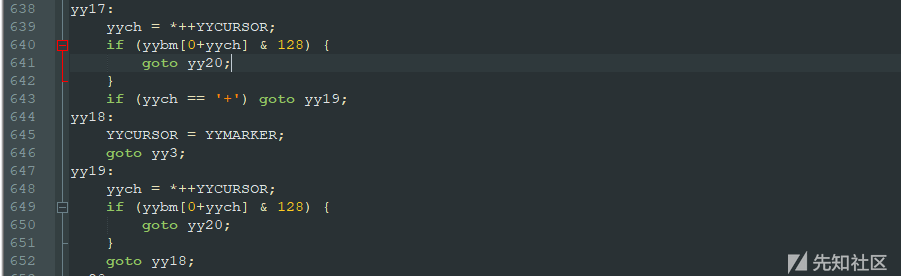 638 yy17:
639     yych = *++YYCURSOR;
640     if (yybm[0+yych] & 128) {
641         goto yy20;
642     }
643     if (yych == '+') goto yy19;
644 yy18:
645     YYCURSOR = YYMARKER;
646     goto yy3;
647 yy19:
648     yych = *++YYCURSOR;
649     if (yybm[0+yych] & 128) {
650         goto yy20;
651     }
652     goto yy18;
先知社区